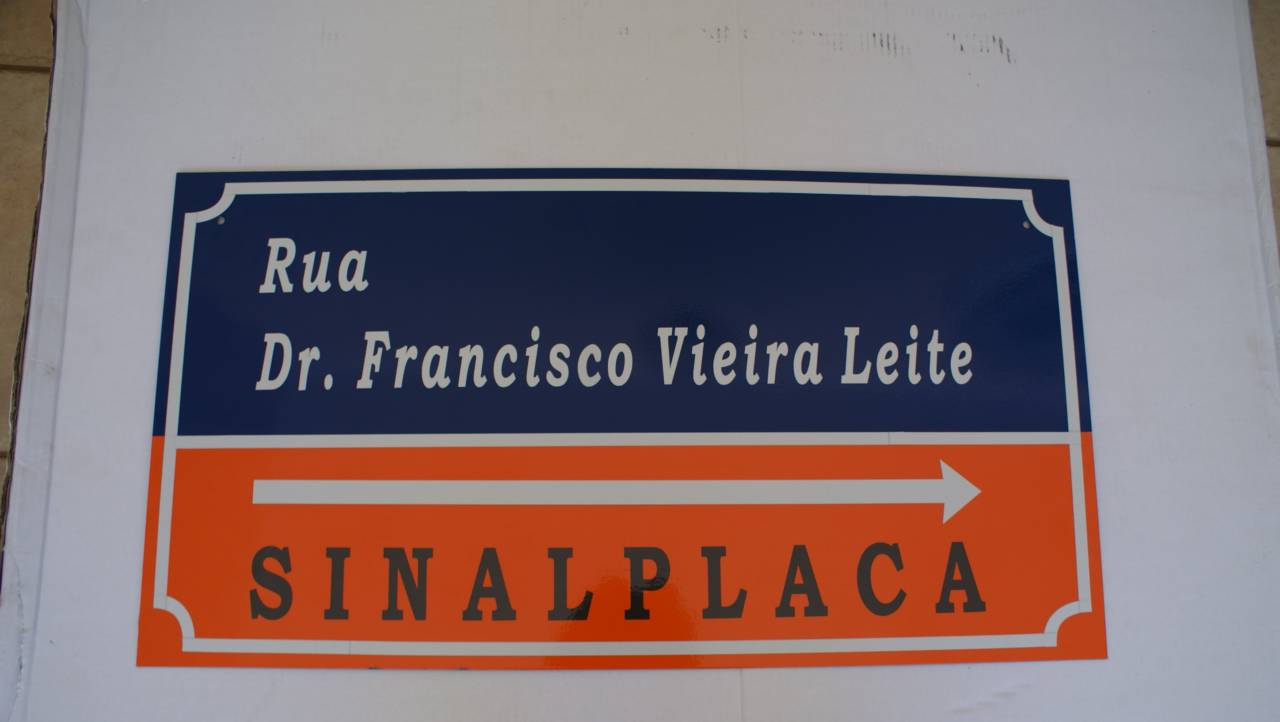 Rua
Dr. Francisco Vieira Leite
SINALPLACA